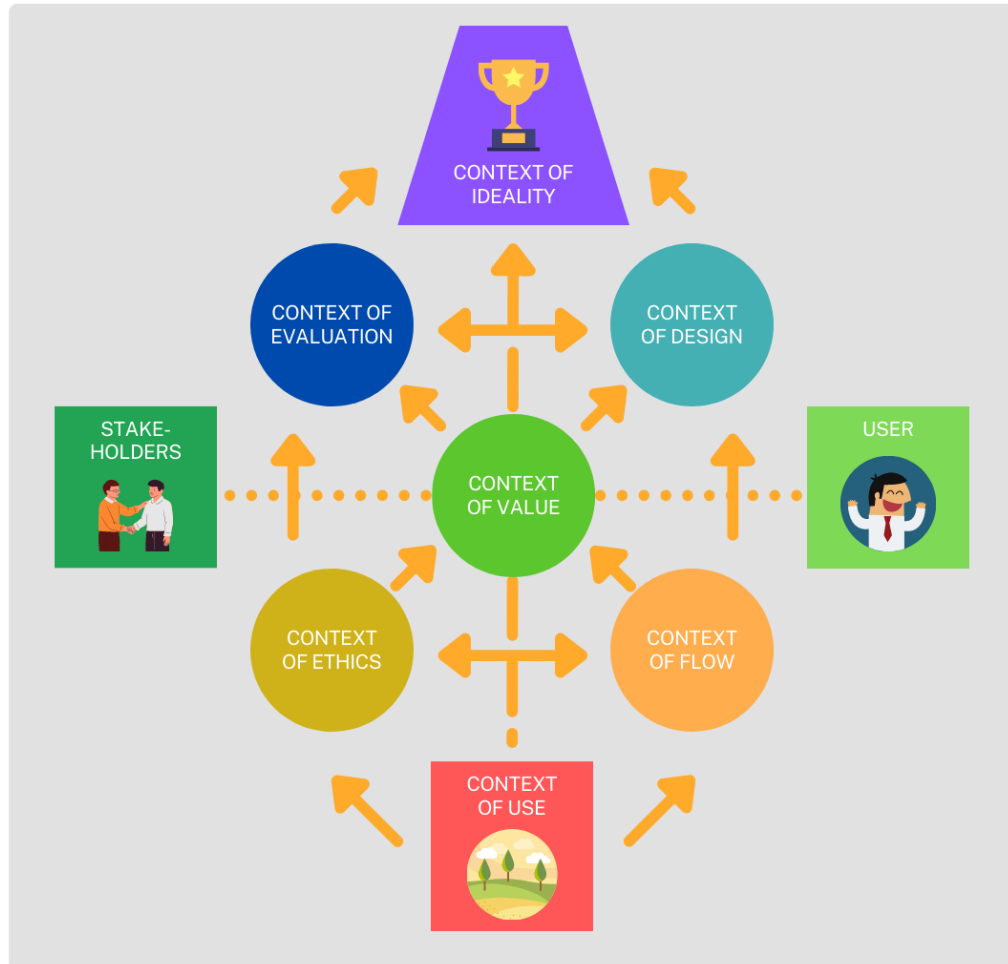 CONTEXT OF
IDEALITY
CONTEXT OF
EVALUATION
CONTEXT
OF DESIGN
STAKE-
HOLDERS
CONTEXT
OF VALUE
USER
CONTEXT
OF ETHICS
CONTEXT
OF FLOW
CONTEXT
OF USE